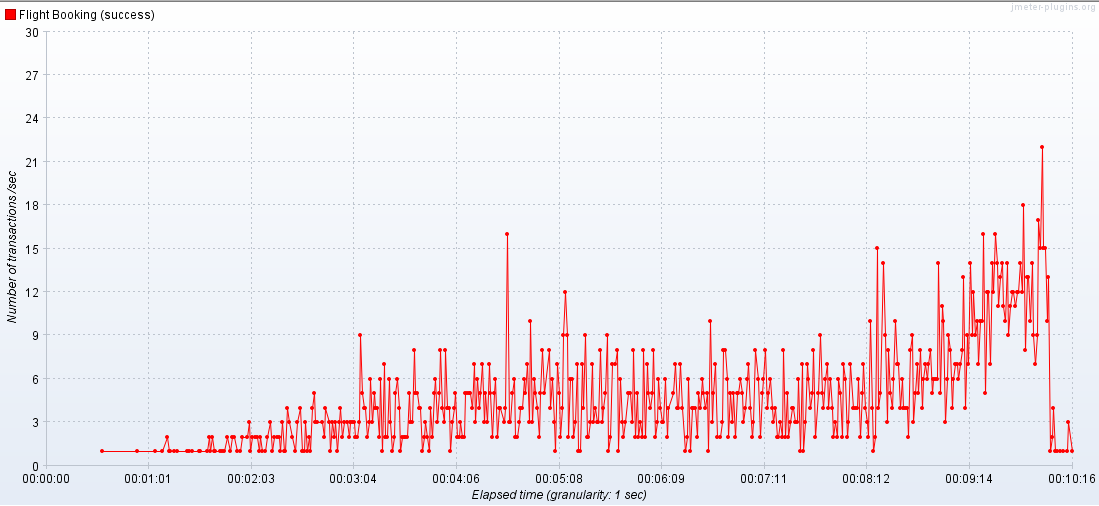 jmeter-plugins.org
Flight Booking (success)
30
27
24
21
18
15
12
9
6
3
0
Number of transactions /sec
00:00:00 00:01:01 00:02:03 00:03:04 00:04:06 00:05:08 00:06:09 00:07:11 00:08:12 00:09:14 00:10:16
Elapsed time (granularity: 1 sec)